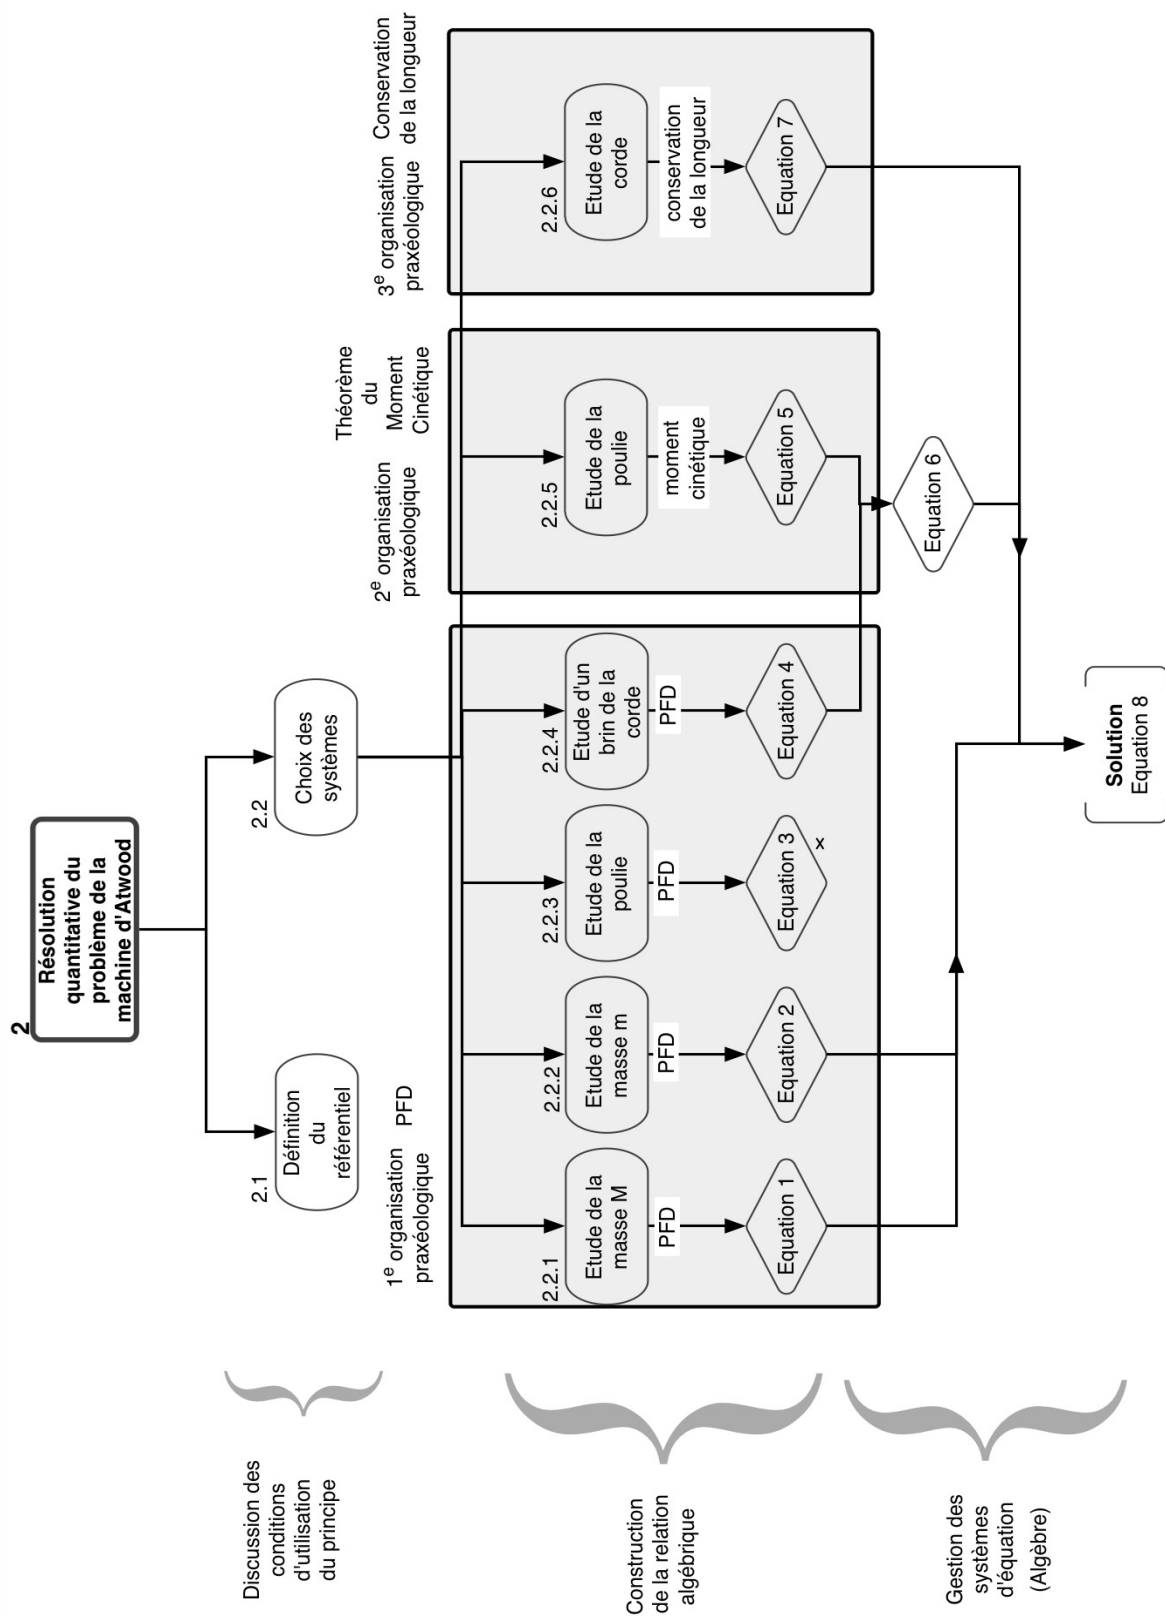 2
Résolution
quantitative du
problème de la
machine d'Atwood
Discussion des
conditions
d'utilisation
du principe
2.1
Définition
du
référentiel
2.2
Choix des
systèmes
1e organisation
praxéologique
PFD
2e organisation
praxéologique
Théorème
du
Moment
Cinétique
3e organisation
praxéologique
Conservation
de la longueur
Construction
de la relation
algébrique
2.2.1
Etude de la
masse M
PFD
Equation 1
2.2.2
Etude de la
masse m
PFD
Equation 2
2.2.3
Etude de la
poulie
PFD
Equation 3
x
2.2.4
Etude d'un
brin de la
corde
PFD
Equation 4
2.2.5
Etude de la
poulie
moment
cinétique
Equation 5
2.2.6
Etude de la
corde
conservation
de la longueur
Equation 7
Gestion des
systèmes
d'équation
(Algèbre)
Equation 6
Solution
Equation 8